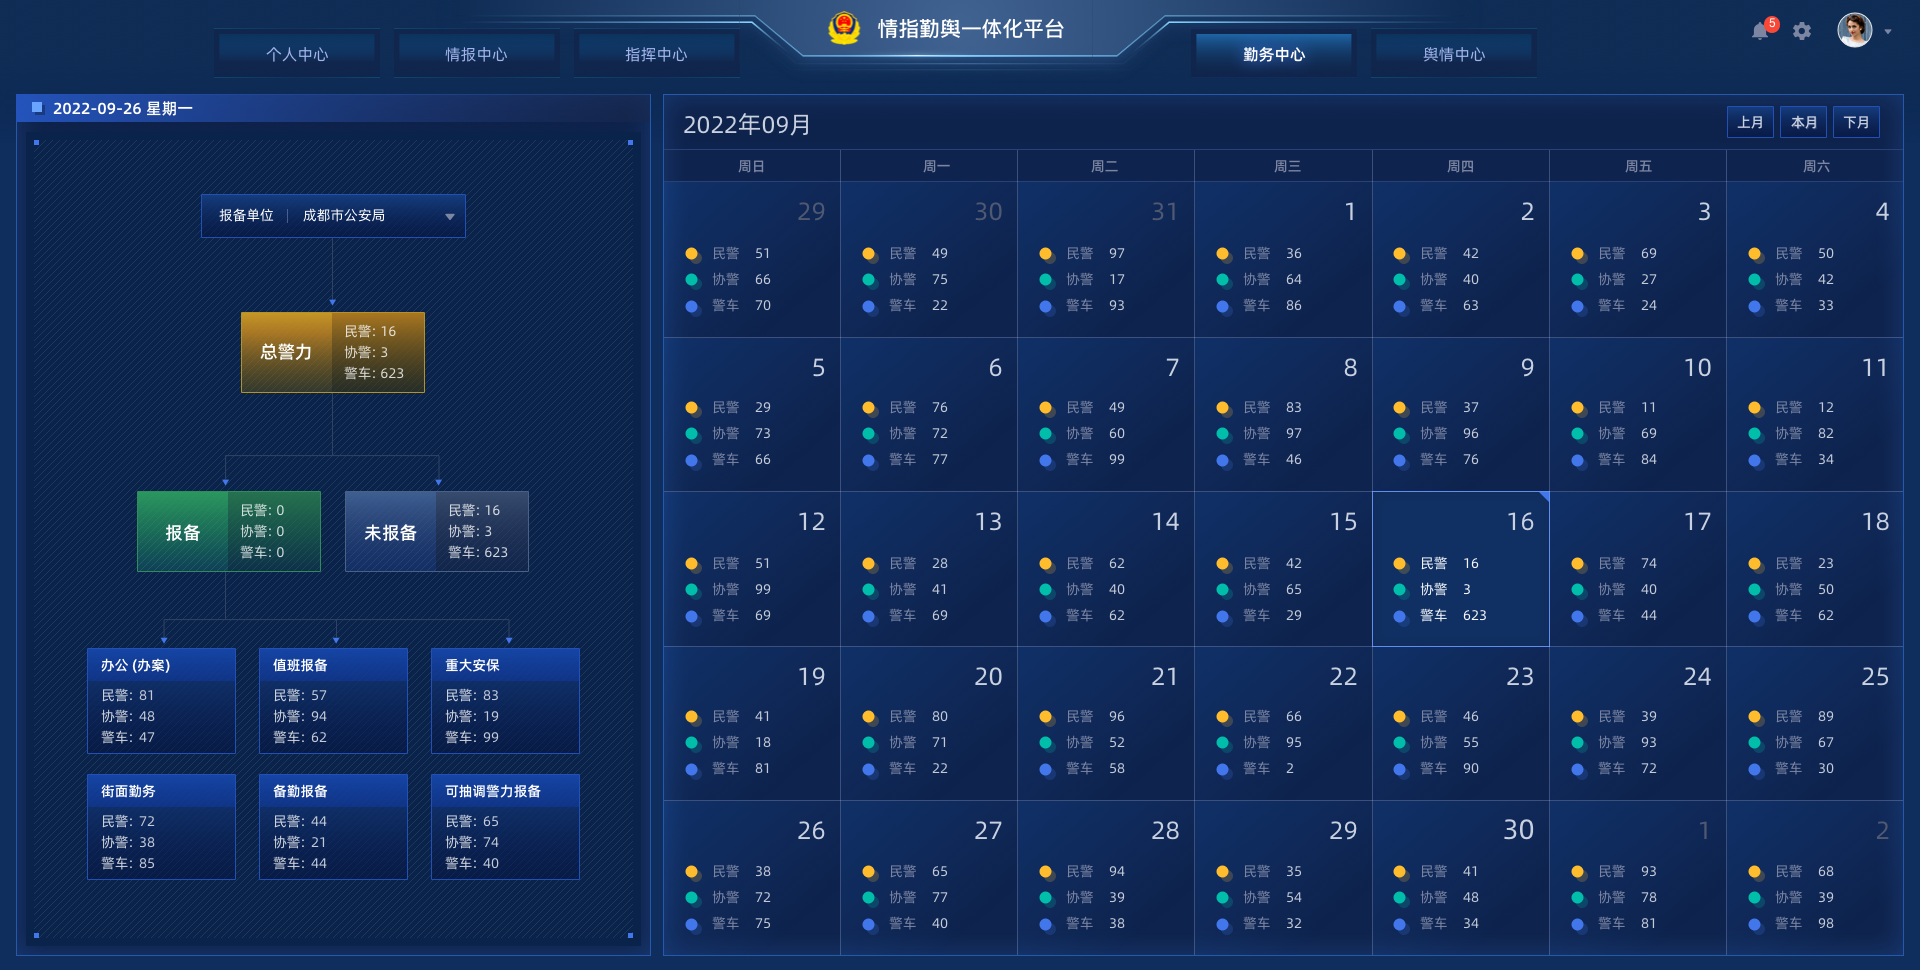 个人中心
情报中心
指挥中心
情指勤舆一体化平台
勤务中心
舆情中心
5
2022-09-26 星期一
报备单位
成都市公安局
总警力
民警: 16
协警: 3
警车: 623
报备
民警: 0
协警: 0
警车: 0
未报备
民警: 16
协警: 3
警车: 623
办公 (办案)
民警: 81
协警: 48
警车: 47
值班报备
民警: 57
协警: 94
警车: 62
重大安保
民警: 83
协警: 19
警车: 99
街面勤务
民警: 72
协警: 38
警车: 85
备勤报备
民警: 44
协警: 21
警车: 44
可抽调警力报备
民警: 65
协警: 74
警车: 40
2022年09月
上月 本月 下月
周日 周一 周二 周三 周四 周五 周六
29 30 31 1 2 3 4
民警 51 民警 49 民警 97 民警 36 民警 42 民警 69 民警 50
协警 66 协警 75 协警 17 协警 64 协警 40 协警 27 协警 42
警车 70 警车 22 警车 93 警车 86 警车 63 警车 24 警车 33
5 6 7 8 9 10 11
民警 29 民警 76 民警 49 民警 83 民警 37 民警 11 民警 12
协警 73 协警 72 协警 60 协警 97 协警 96 协警 69 协警 82
警车 66 警车 77 警车 99 警车 46 警车 76 警车 84 警车 34
12 13 14 15 16 17 18
民警 51 民警 28 民警 62 民警 42 民警 16 民警 74 民警 23
协警 99 协警 41 协警 40 协警 65 协警 3 协警 40 协警 50
警车 69 警车 69 警车 62 警车 29 警车 623 警车 44 警车 62
19 20 21 22 23 24 25
民警 41 民警 80 民警 96 民警 66 民警 46 民警 39 民警 89
协警 18 协警 71 协警 52 协警 95 协警 55 协警 93 协警 67
警车 81 警车 22 警车 58 警车 2 警车 90 警车 72 警车 30
26 27 28 29 30 1 2
民警 38 民警 65 民警 94 民警 35 民警 41 民警 93 民警 68
协警 72 协警 77 协警 39 协警 54 协警 48 协警 78 协警 39
警车 75 警车 40 警车 38 警车 32 警车 34 警车 81 警车 98